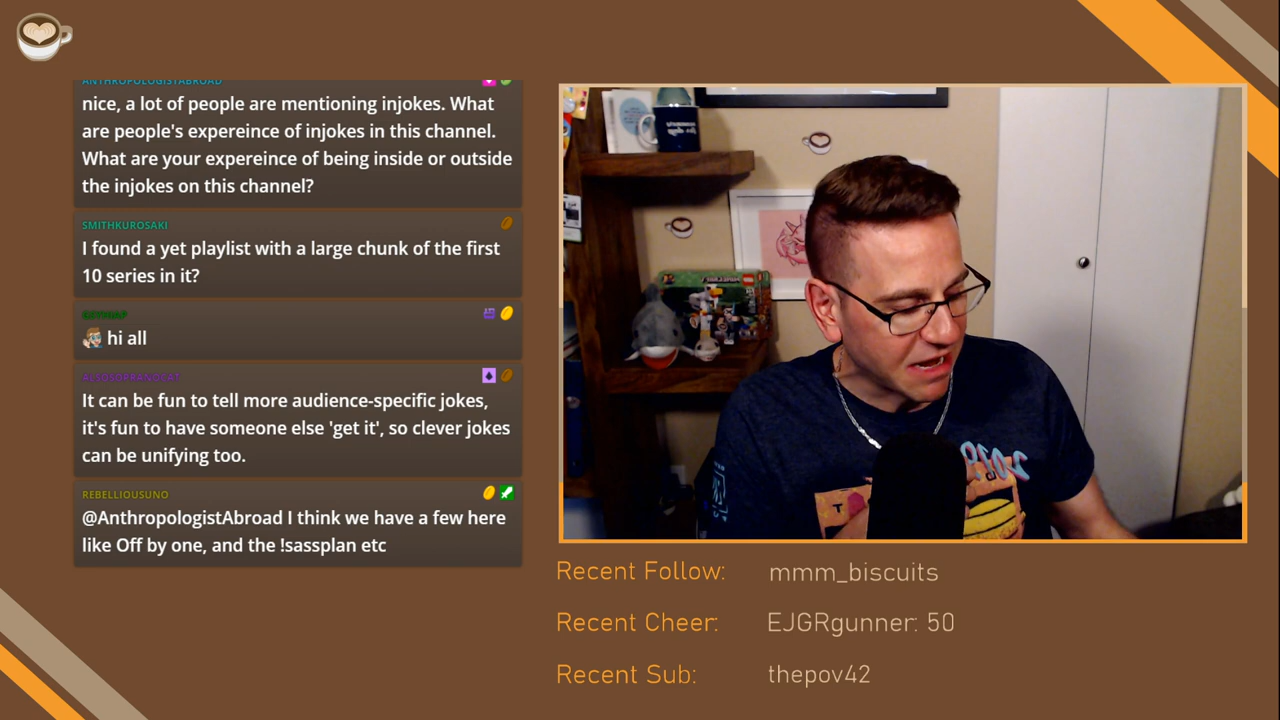 ANTHROPOLOGISTABROAD
nice, a lot of people are mentioning injokes. What
are people's expereince of injokes in this channel.
What are your expereince of being inside or outside
the injokes on this channel?
SMITHKUROSAKI
I found a yet playlist with a large chunk of the first
10 series in it?
hi all
It can be fun to tell more audience-specific jokes,
it's fun to have someone else 'get it', so clever jokes
can be unifying too.
REBELLIOUSUNO
@AnthropologistAbroad I think we have a few here
like Off by one, and the !sassplan etc
Recent Follow: mmm_biscuits
Recent Cheer: EJGRgunner: 50
Recent Sub: thepov42